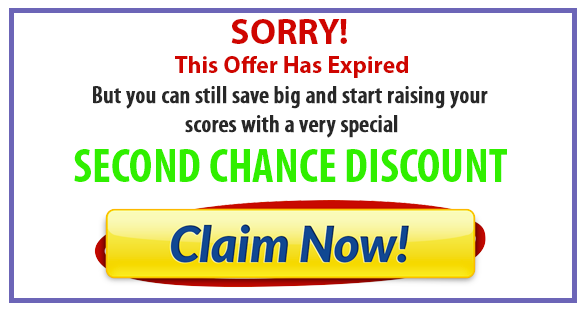 SORRY!
This Offer Has Expired
But you can still save big and start raising your
scores with a very special
SECOND CHANCE DISCOUNT
Claim Now!